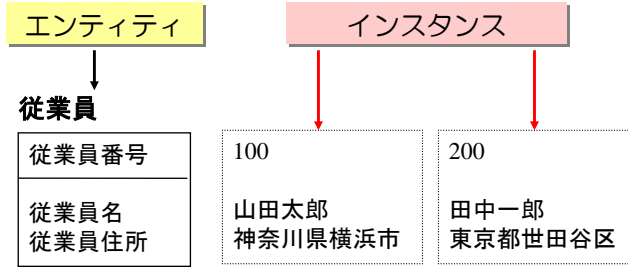 エンティティ
インスタンス
従業員
従業員番号
従業員名
従業員住所
100
山田太郎
神奈川県横浜市
200
田中一郎
東京都世田谷区